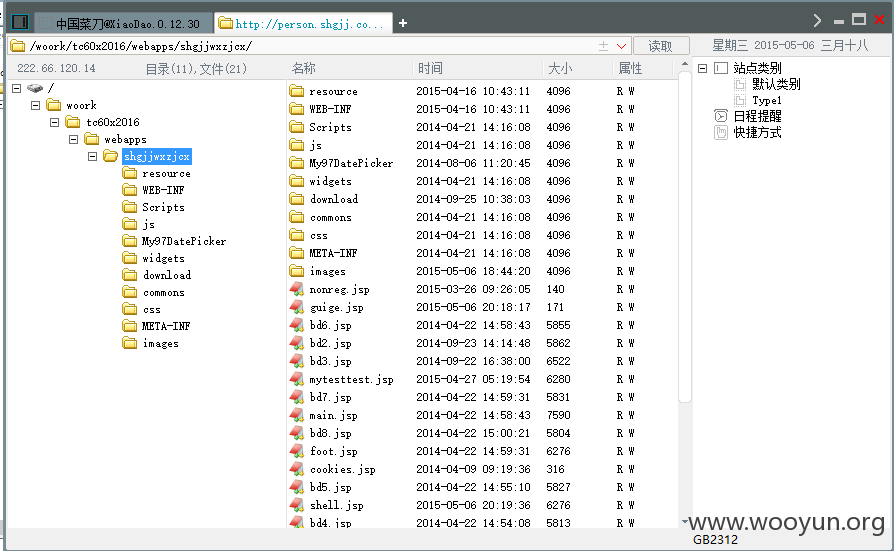 中国菜刀@XiaoDao.0.12.30
http://person.shgjj.co... +
/woork/tc60x2016/webapps/shgjjwxzjcx/ 读取 星期三 2015-05-06 三月十八
222.66.120.14 目录(11),文件(21) 名称 时间 大小 属性
/
woork
tc60x2016
webapps
shgjjwxzjcx
resource
WEB-INF
Scripts
js
My97DatePicker
widgets
download
commons
css
META-INF
images
resource 2015-04-16 10:43:11 4096 R W
WEB-INF 2015-04-16 10:43:11 4096 R W
Scripts 2014-04-21 14:16:08 4096 R W
js 2014-04-21 14:16:08 4096 R W
My97DatePicker 2014-08-06 11:20:45 4096 R W
widgets 2014-04-21 14:16:08 4096 R W
download 2014-09-25 10:38:03 4096 R W
commons 2014-04-21 14:16:08 4096 R W
css 2014-04-21 14:16:08 4096 R W
META-INF 2014-04-21 14:16:08 4096 R W
images 2015-05-06 18:44:20 4096 R W
nonreg.jsp 2015-03-26 09:26:05 140 R W
guige.jsp 2015-05-06 20:18:17 171 R W
bd6.jsp 2014-04-22 14:58:43 5855 R W
bd2.jsp 2014-09-23 14:14:48 5862 R W
bd3.jsp 2014-09-22 16:38:00 6522 R W
mytesttest.jsp 2015-04-27 05:19:54 6280 R W
bd7.jsp 2014-04-22 14:59:31 5831 R W
main.jsp 2014-04-22 14:58:43 7590 R W
bd8.jsp 2014-04-22 15:00:21 5804 R W
foot.jsp 2014-04-22 14:59:31 6276 R W
cookies.jsp 2014-04-09 09:19:36 316 R W
bd5.jsp 2014-04-22 14:55:10 5827 R W
shell.jsp 2015-05-06 20:19:36 6276 R W
bd4.jsp 2014-04-22 14:54:08 5813 R W
站点类别
默认类别
Type1
日程提醒
快捷方式
www.wooyun.org
GB2312